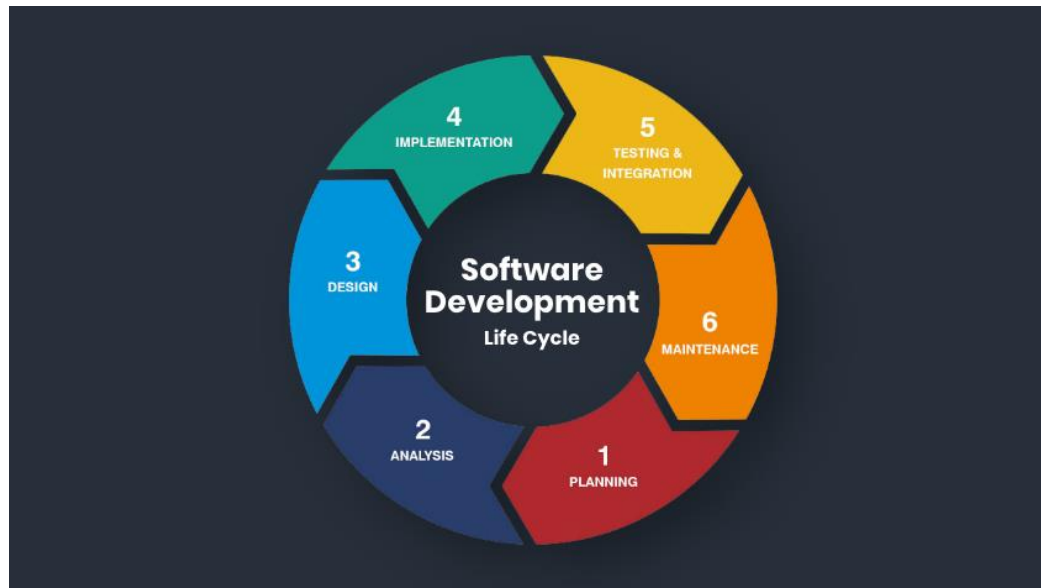 Software
Development
Life Cycle
1
PLANNING
2
ANALYSIS
3
DESIGN
4
IMPLEMENTATION
5
TESTING &
INTEGRATION
6
MAINTENANCE